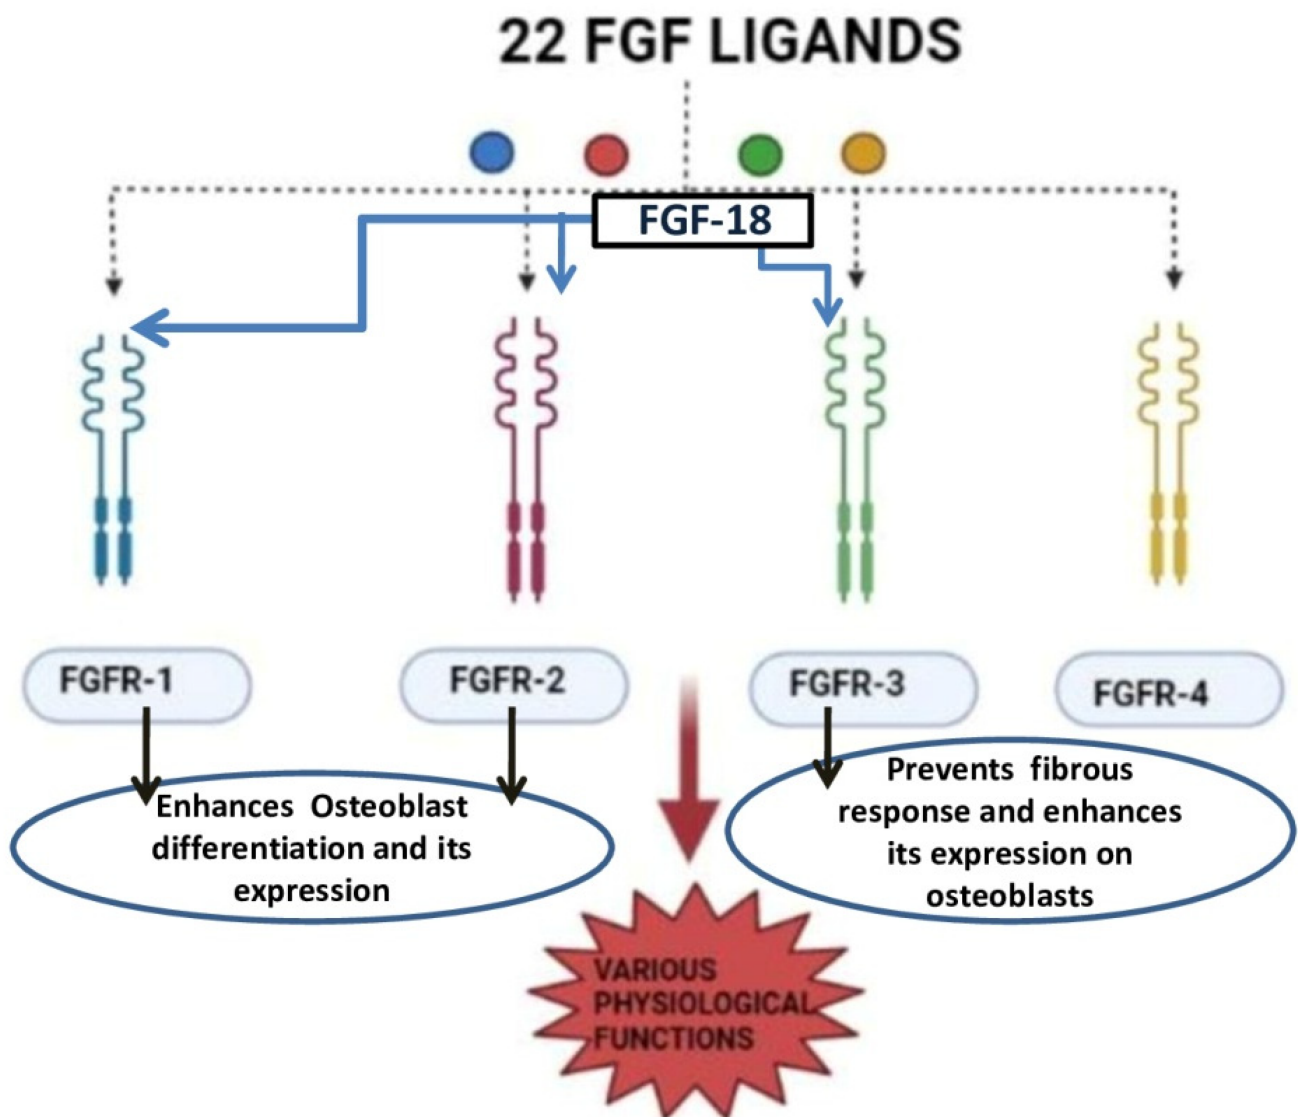 22 FGF LIGANDS
FGF-18
FGFR-1
FGFR-2
FGFR-3
FGFR-4
Enhances Osteoblast
differentiation and its
expression
Prevents fibrous
response and enhances
its expression on
osteoblasts
VARIOUS
PHYSIOLOGICAL
FUNCTIONS